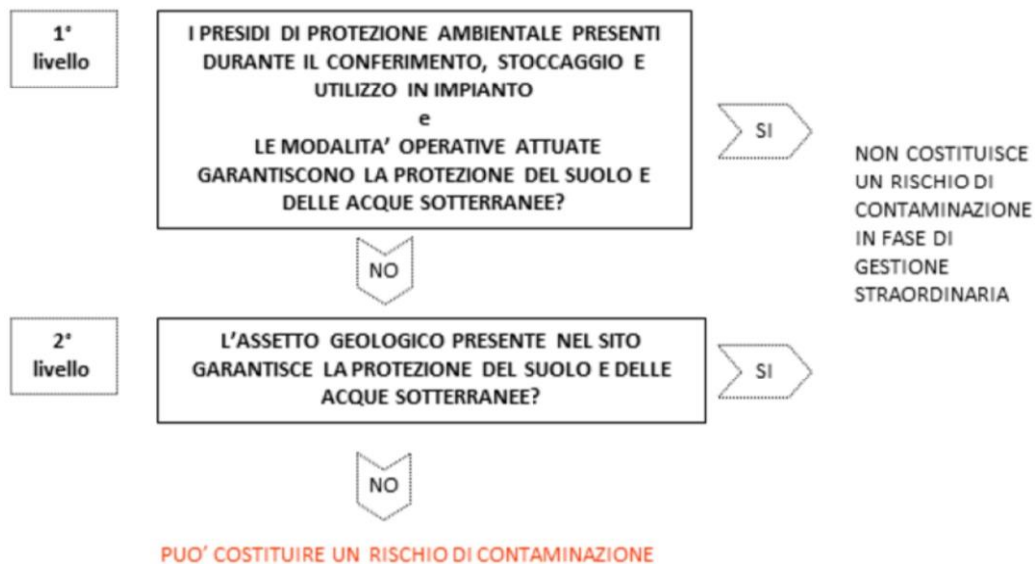 1°
livello
I PRESIDI DI PROTEZIONE AMBIENTALE PRESENTI
DURANTE IL CONFERIMENTO, STOCCAGGIO E
UTILIZZO IN IMPIANTO
e
LE MODALITA' OPERATIVE ATTUATE
GARANTISCONO LA PROTEZIONE DEL SUOLO E
DELLE ACQUE SOTTERRANEE?
SI
NON COSTITUISCE
UN RISCHIO DI
CONTAMINAZIONE
IN FASE DI
GESTIONE
STRAORDINARIA
NO
2°
livello
L'ASSETTO GEOLOGICO PRESENTE NEL SITO
GARANTISCE LA PROTEZIONE DEL SUOLO E DELLE
ACQUE SOTTERRANEE?
SI
NO
PUO' COSTITUIRE UN RISCHIO DI CONTAMINAZIONE